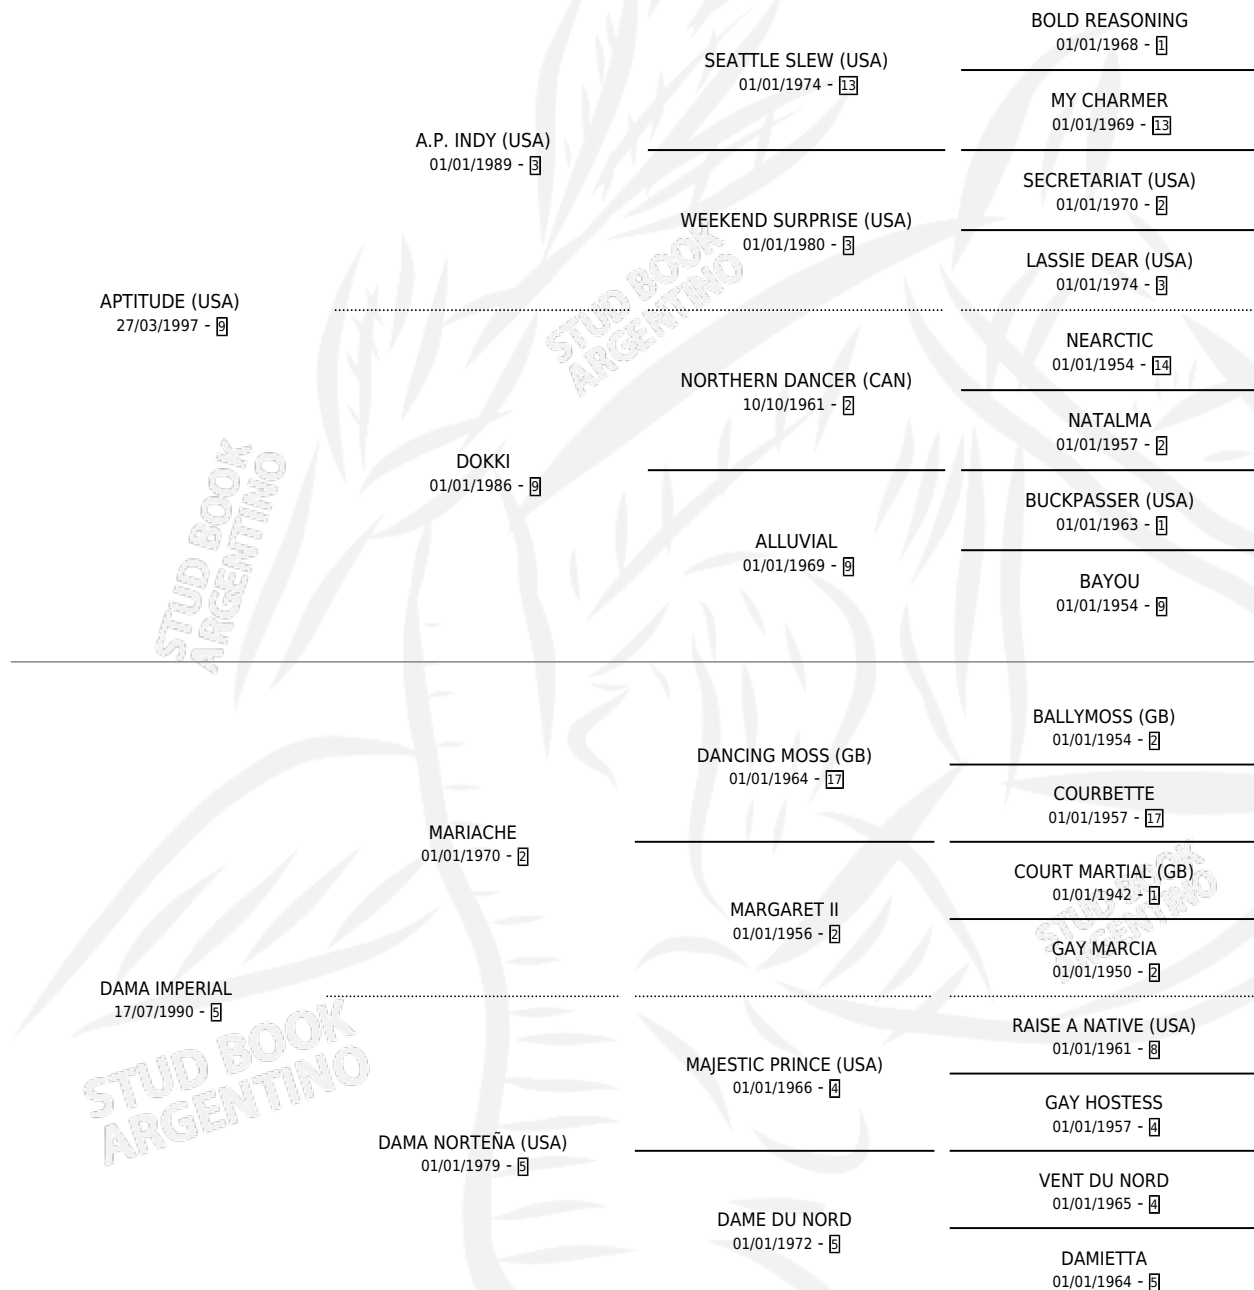 BOLD REASONING
01/01/1968 - 1
SEATTLE SLEW (USA)
01/01/1974 - 13
MY CHARMER
01/01/1969 - 13
A.P. INDY (USA)
01/01/1989 - 3
SECRETARIAT (USA)
01/01/1970 - 2
WEEKEND SURPRISE (USA)
01/01/1980 - 3
LASSIE DEAR (USA)
01/01/1974 - 3
APTITUDE (USA)
27/03/1997 - 9
NEARCTIC
01/01/1954 - 14
NORTHERN DANCER (CAN)
10/10/1961 - 2
NATALMA
01/01/1957 - 2
DOKKI
01/01/1986 - 9
BUCKPASSER (USA)
01/01/1963 - 1
ALLUVIAL
01/01/1969 - 9
BAYOU
01/01/1954 - 9
BALLYMOSS (GB)
01/01/1954 - 2
DANCING MOSS (GB)
01/01/1964 - 17
COURBETTE
01/01/1957 - 17
MARIACHE
01/01/1970 - 2
COURT MARTIAL (GB)
01/01/1942 - 1
MARGARET II
01/01/1956 - 2
GAY MARCIA
01/01/1950 - 2
DAMA IMPERIAL
17/07/1990 - 5
RAISE A NATIVE (USA)
01/01/1961 - 8
MAJESTIC PRINCE (USA)
01/01/1966 - 4
GAY HOSTESS
01/01/1957 - 4
DAMA NORTEÑA (USA)
01/01/1979 - 5
VENT DU NORD
01/01/1965 - 4
DAME DU NORD
01/01/1972 - 5
DAMIETTA
01/01/1964 - 5
STUD BOOK
ARGENTINO
STUD BOOK
ARGENTINO
STUD BOOK
ARGENTINO
STUD BOOK
ARGENTINO